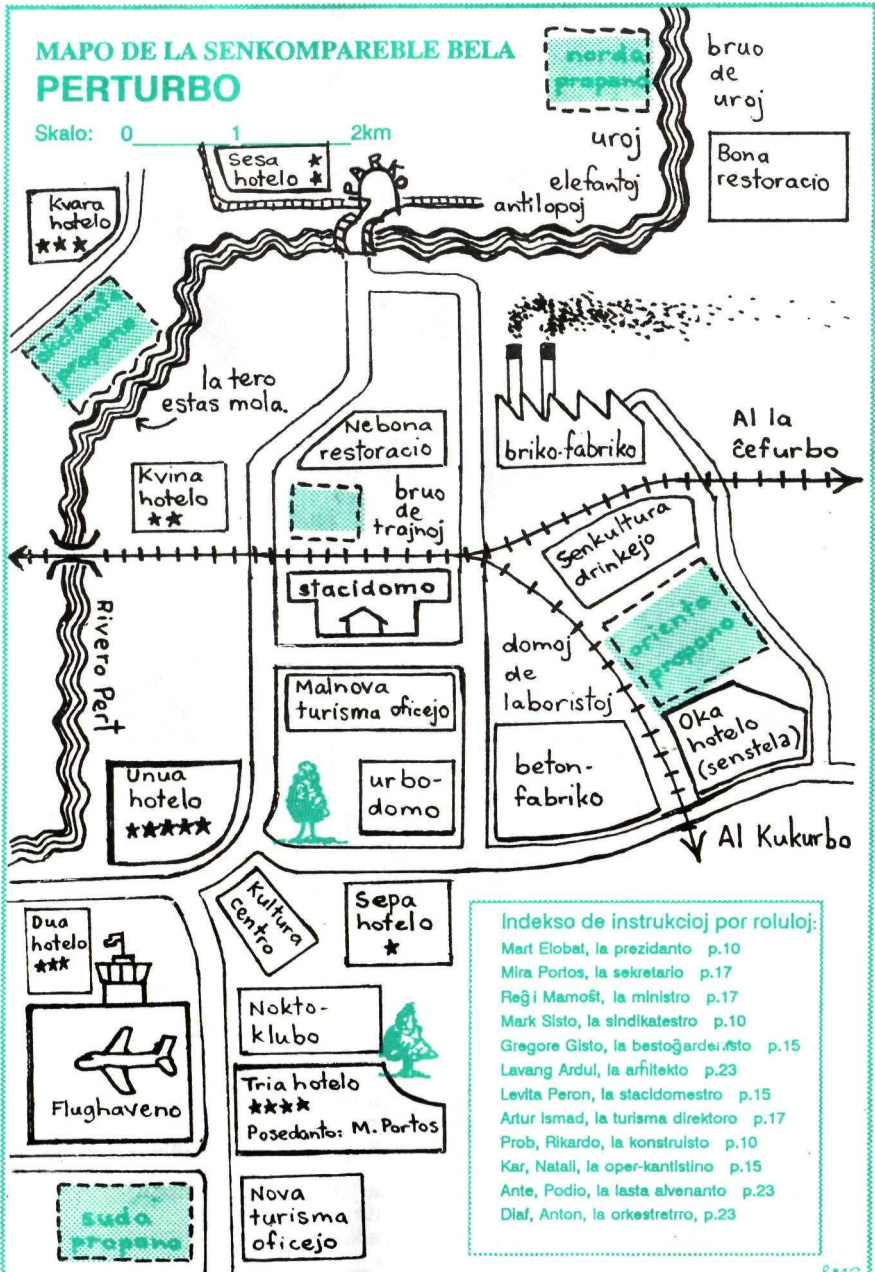 MAPO DE LA SENKOMPAREBLE BELA
PERTURBO
Skalo: 0 1 2km
norda
propono
bruo
de
uroj
uroj
elefantoj
antilopoj
Bona
restoracio
Sesa
hotelo
PARKO
Kvara
hotelo
okcidenta
propono
la tero
estas mola.
Nebona
restoracio
briko-fabriko
Al la
ĉefurbo
Kvina
hotelo
bruo
de
trajnoj
Senkultura
drinkejo
stacidomo
orienta
propono
Rivero Pert
domoj
de
laboristoj
Malnova
turisma oficejo
Oka
hotelo
(senstela)
Unua
hotelo
urbo-
domo
beton-
fabriko
Al Kukurbo
Dua
hotelo
Kultura
centro
Sepa
hotelo
Flughaveno
Nokto-
klubo
Tria hotelo
Posedanto: M. Portos
suda
propono
Nova
turisma
oficejo
Indekso de instrukcioj por roluloj:
Mart Elobat, la prezidanto p.10
Mira Portos, la sekretario p.17
Reĝi Mamoŝt, la ministro p.17
Mark Sisto, la sindikatestro p.10
Gregore Gisto, la bestoĝardenisto p.15
Lavang Ardul, la arĥitekto p.23
Levita Peron, la stacidomestro p.15
Artur Ismad, la turisma direktoro p.17
Prob, Rikardo, la konstruisto p.10
Kar, Natali, la oper-kantistino p.15
Ante, Podio, la lasta alvenanto p.23
Diaf, Anton, la orkestretrro, p.23